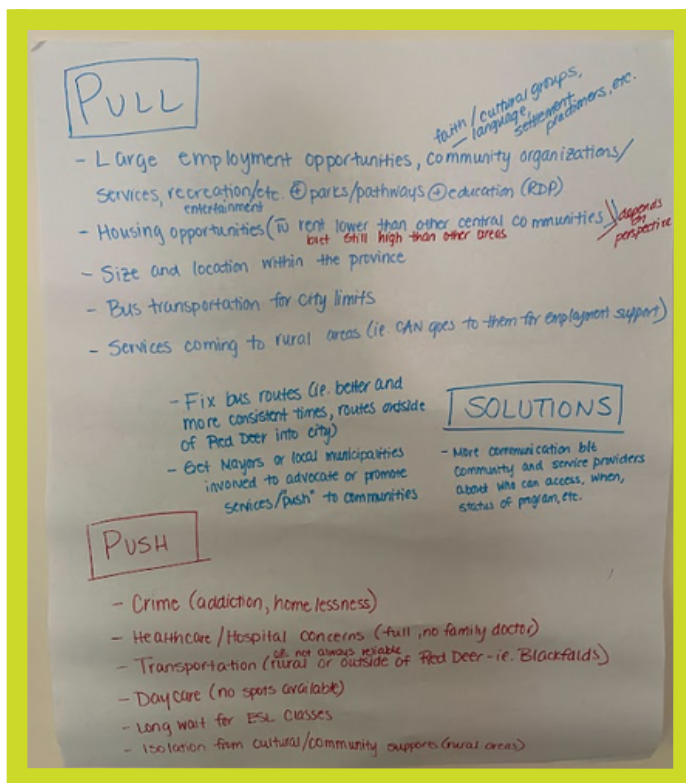 PULL
faith / cultural groups,
language,
settlement
practitioners, etc.
- Large employment opportunities, community organizations/
services, recreation/etc. ⊕ parks/pathways ⊕ education (RDP)
entertainment
- Housing opportunities (rent lower than other central communities) depends
on
perspective
but still high than other areas
- Size and location within the province
- Bus transportation for city limits
- Services coming to rural areas (ie. CAN goes to them for employment support)
- Fix bus routes (ie. better and
more consistent times, routes outside
of Red Deer into city)
- Get Mayors or local municipalities
involved to advocate or promote
services/"push" to communities
SOLUTIONS
- More communication b/t
community and service providers
about who can access, when,
status of program, etc.
PUSH
- Crime (addiction, homelessness)
- Healthcare/Hospital concerns (-full, no family doctor)
not always reliable
- Transportation (rural or outside of Red Deer - ie. Blackfalds)
- Daycare (no spots available)
- Long wait for ESL classes
- Isolation from cultural/community supports (rural areas)